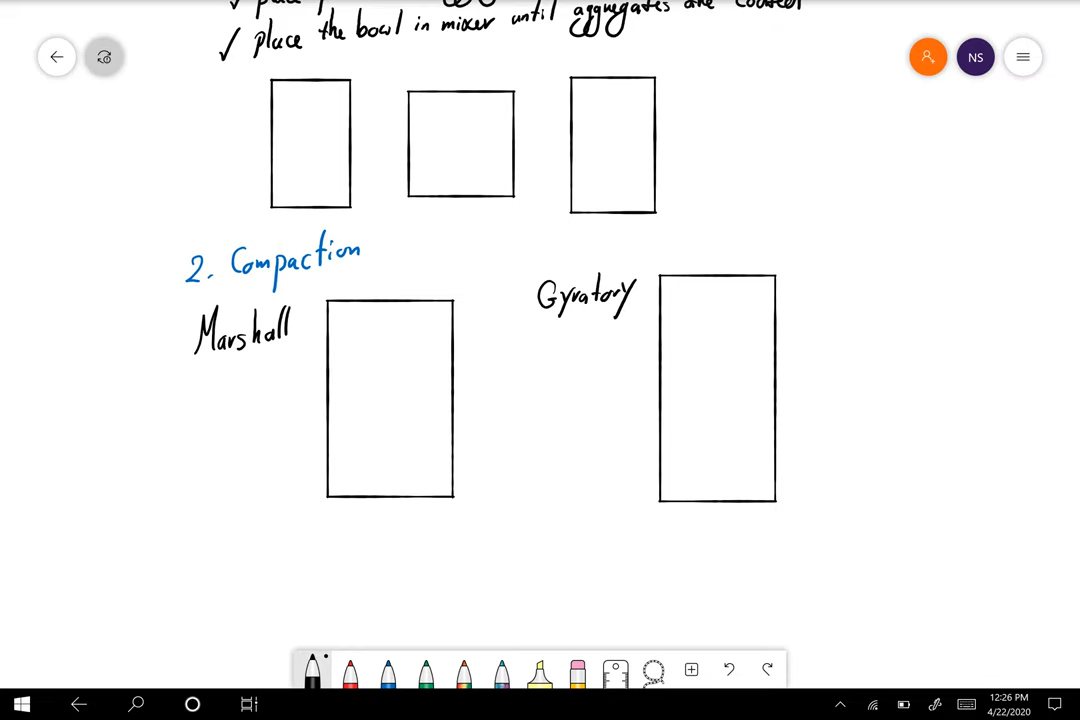 ✓ place
✓ place the bowl in mixer until aggregates are coated
NS
2. Compaction
Marshall
Gyratory
12:26 PM
4/22/2020